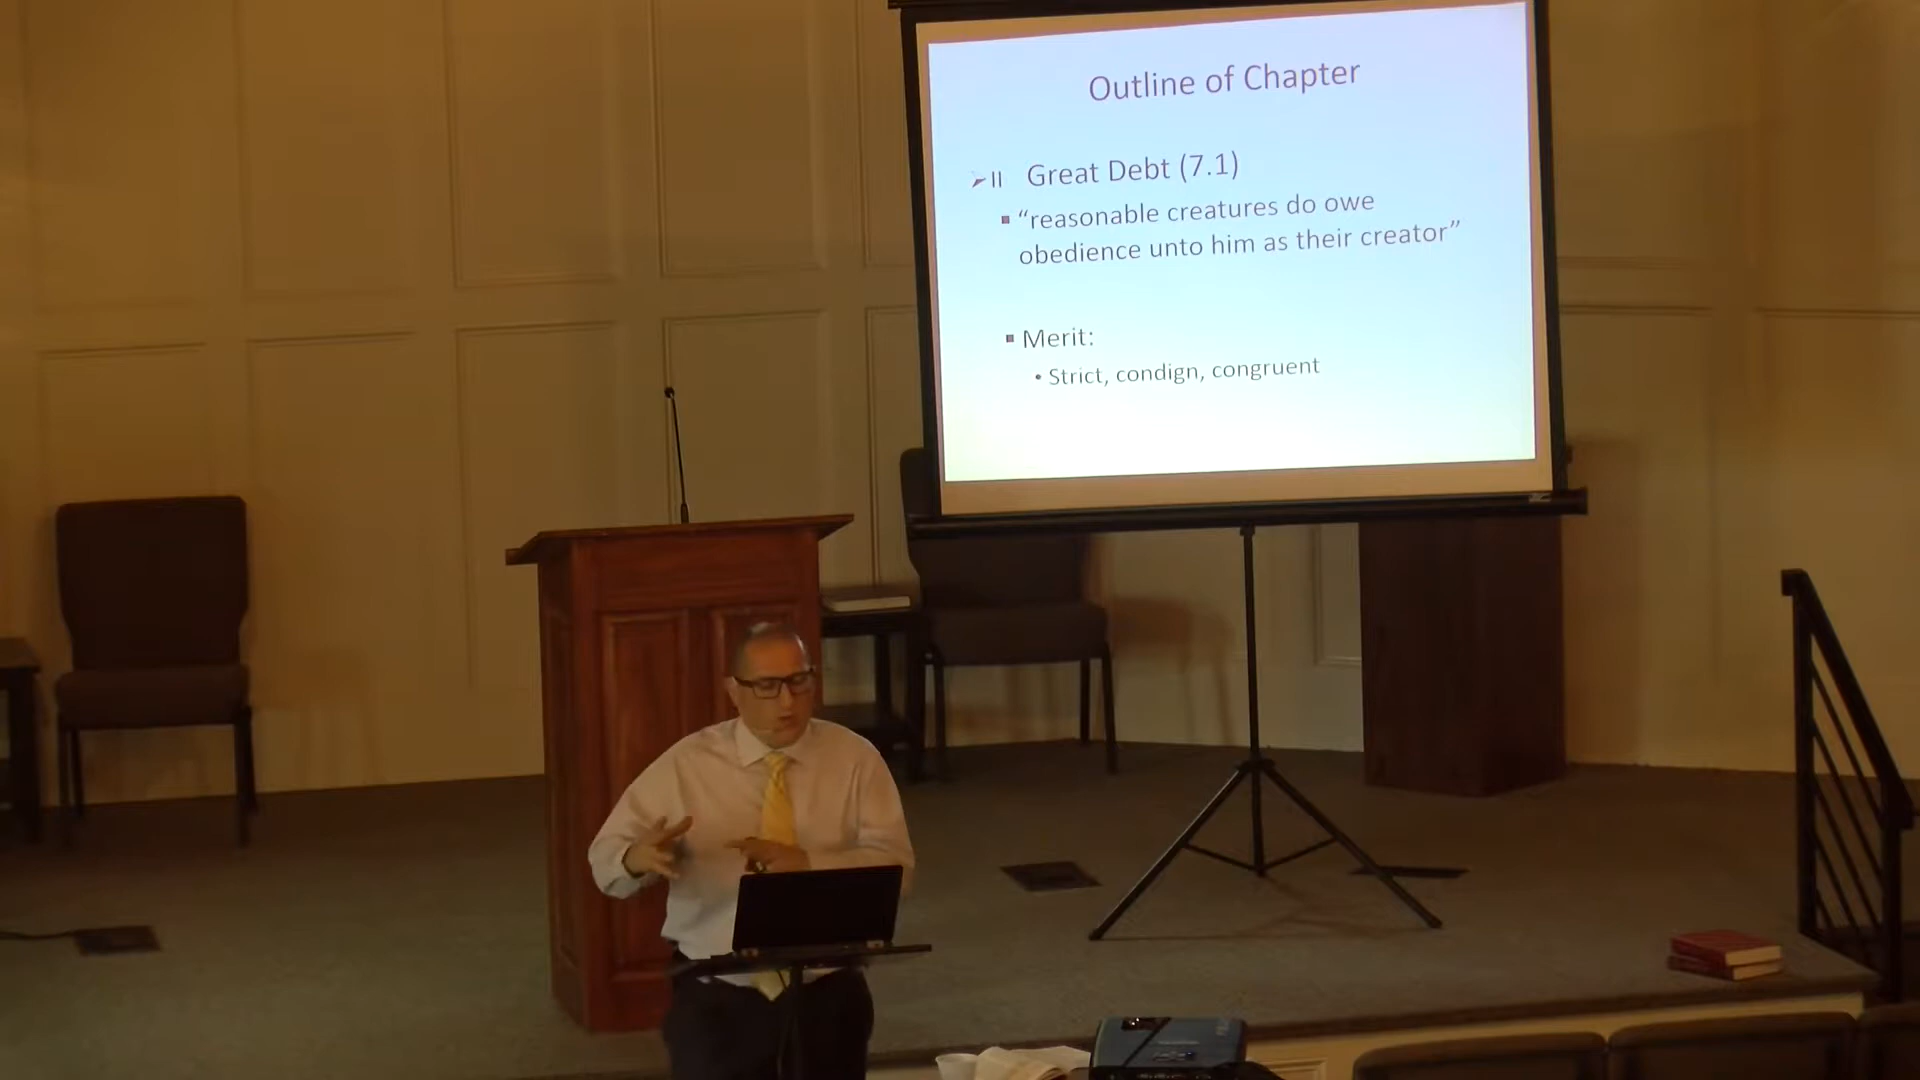 Outline of Chapter
➢II Great Debt (7.1)
▪ “reasonable creatures do owe
obedience unto him as their creator”
▪ Merit:
• Strict, condign, congruent